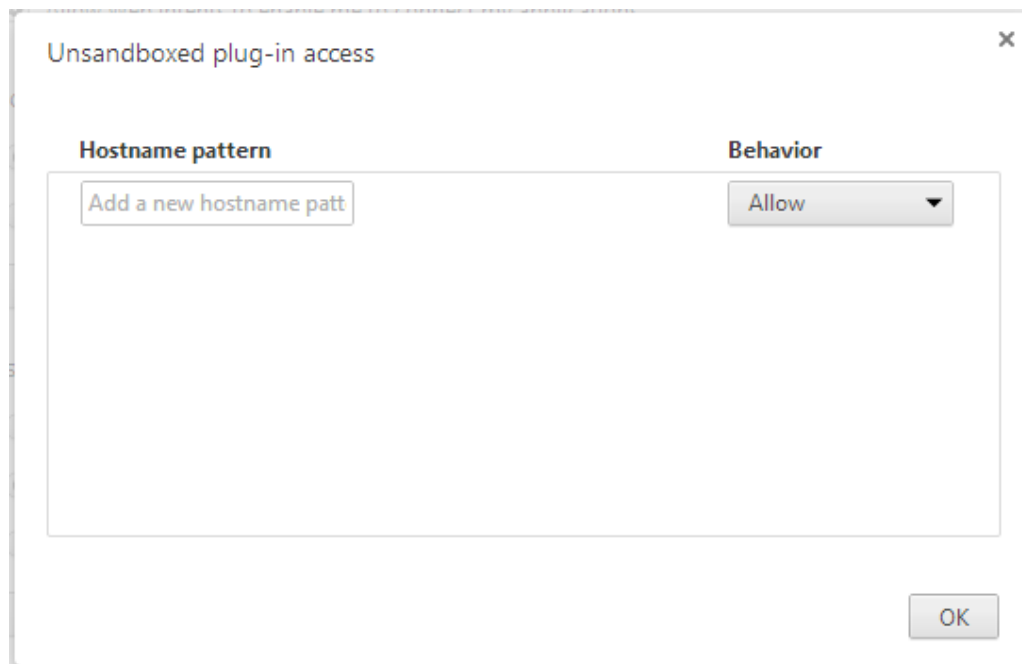 Unsandboxed plug-in access
×
Hostname pattern Behavior
Add a new hostname patt Allow
OK